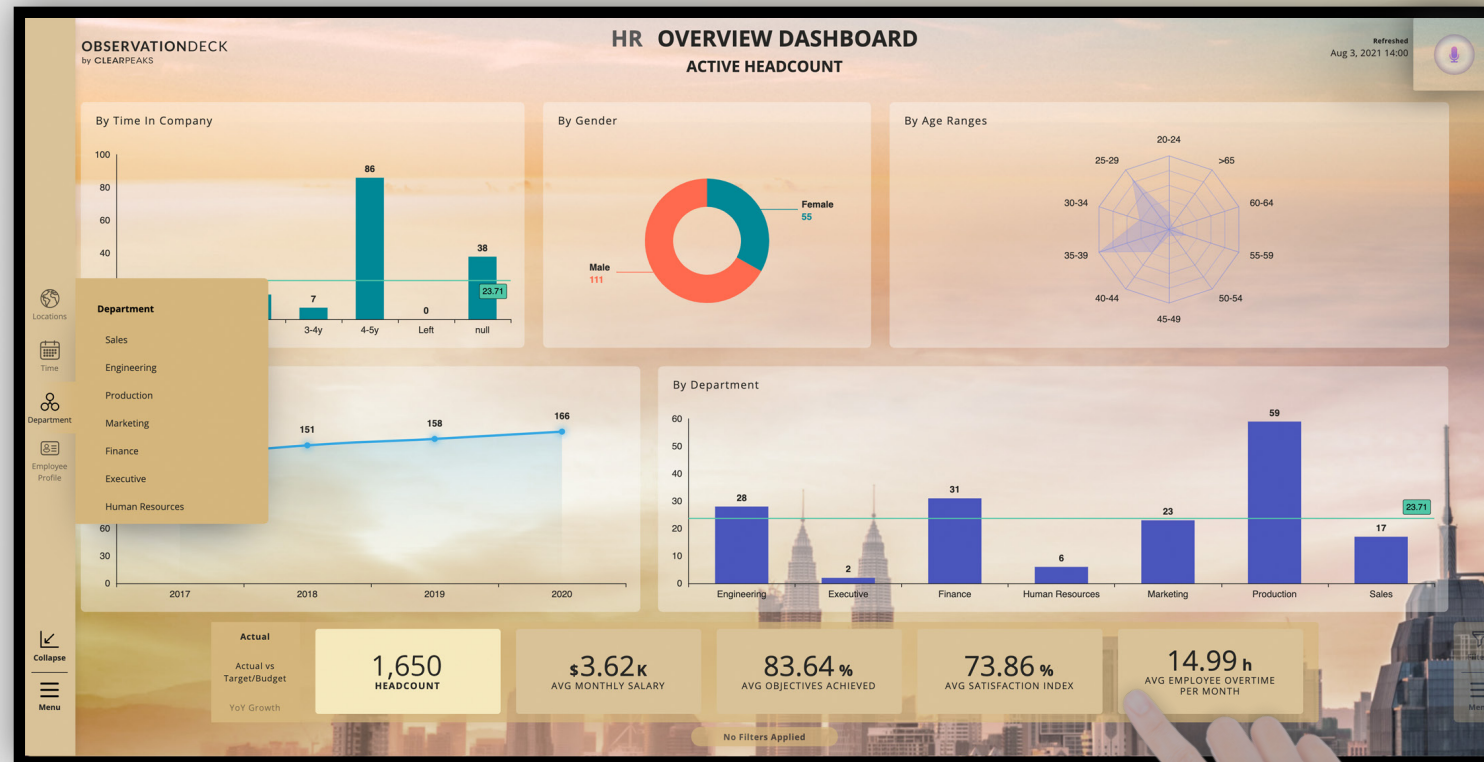 OBSERVATIONDECK
by CLEARPEAKS
HR OVERVIEW DASHBOARD
ACTIVE HEADCOUNT
Refreshed
Aug 3, 2021 14:00
By Time In Company
100
80
60
40
86
38
7
0
23.71
3-4y
4-5y
Left
null
By Gender
Female
55
Male
111
By Age Ranges
20-24
>65
25-29
60-64
30-34
55-59
35-39
50-54
40-44
45-49
Locations
Time
Department
Employee
Profile
Department
Sales
Engineering
Production
Marketing
Finance
Executive
Human Resources
151
158
166
60
30
0
2017
2018
2019
2020
By Department
60
50
40
30
20
10
0
28
2
31
6
23
59
17
23.71
Engineering
Executive
Finance
Human Resources
Marketing
Production
Sales
Collapse
Menu
Actual
Actual vs
Target/Budget
YoY Growth
1,650
HEADCOUNT
$3.62K
AVG MONTHLY SALARY
83.64 %
AVG OBJECTIVES ACHIEVED
73.86 %
AVG SATISFACTION INDEX
14.99 h
AVG EMPLOYEE OVERTIME
PER MONTH
No Filters Applied